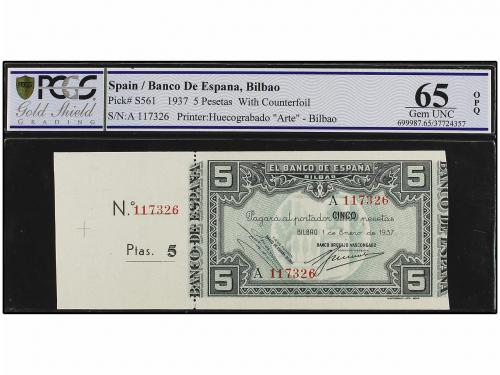 PCGS
Gold Shield
GRADING
Spain / Banco De Espana, Bilbao
Pick# S561 1937 5 Pesetas With Counterfoil
S/N:A 117326 Printer:Huecograbado "Arte" - Bilbao
65
Gem UNC
699987.65/37724357
OPQ
N.º 117326
Ptas. 5
BANCO·DE·ESPAÑA
5
EL BANCO DE ESPAÑA
BILBAO
5
A 117326
Pagará al portador CINCO pesetas
BILBAO 1 de Enero de 1937.
BANCO URQUIJO VASCONGADO
A 117326
5
5
BANCO DE ESPAÑA